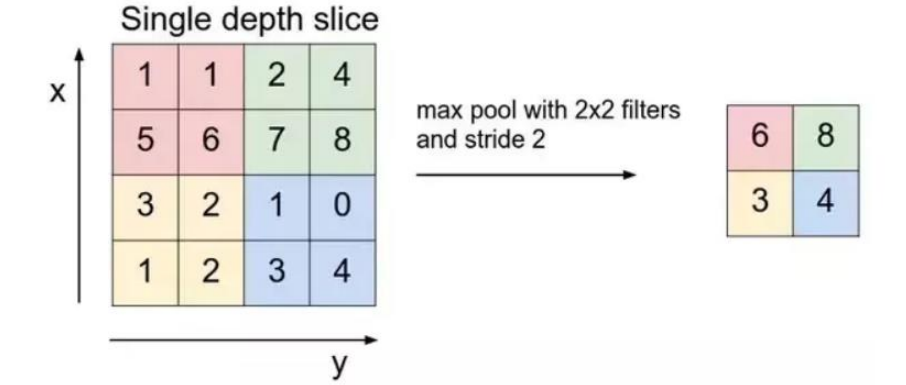 Single depth slice
x
1 1 2 4
5 6 7 8
3 2 1 0
1 2 3 4
y
max pool with 2x2 filters
and stride 2
6 8
3 4